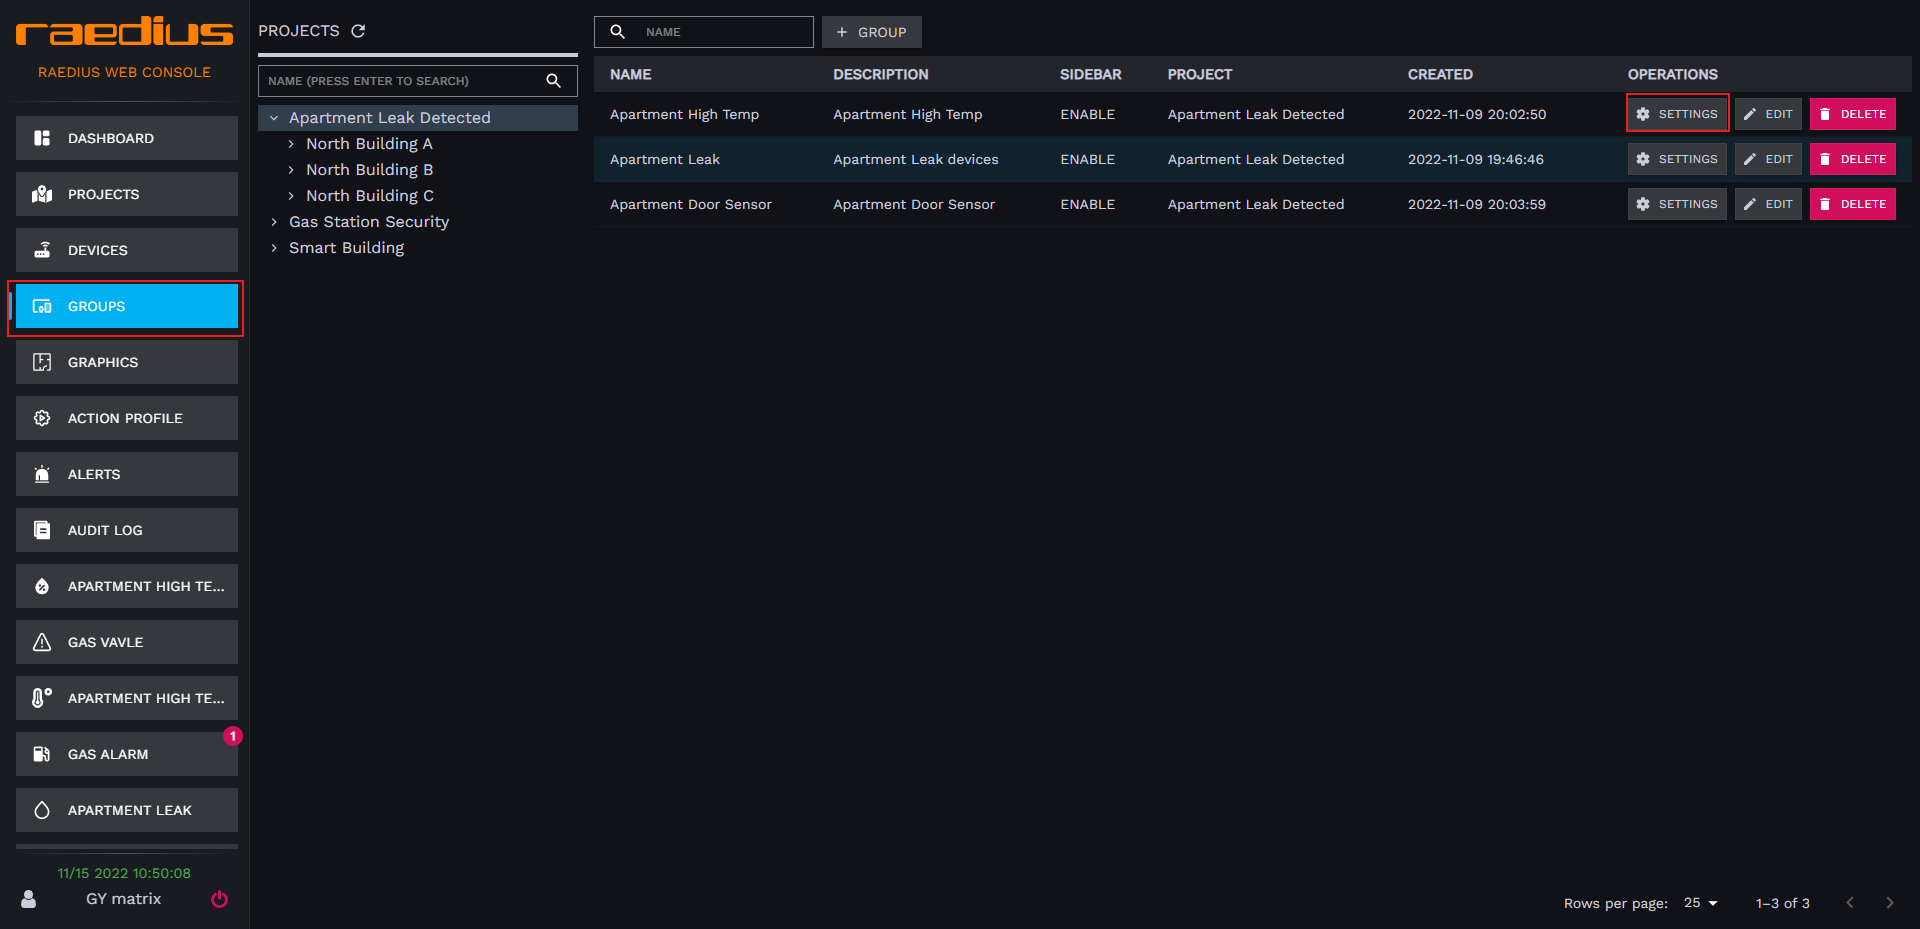 raedius
RAEDIUS WEB CONSOLE
DASHBOARD
PROJECTS
DEVICES
GROUPS
GRAPHICS
ACTION PROFILE
ALERTS
AUDIT LOG
APARTMENT HIGH TE...
GAS VAVLE
APARTMENT HIGH TE...
1
GAS ALARM
APARTMENT LEAK
11/15 2022 10:50:08
GY matrix
PROJECTS
NAME (PRESS ENTER TO SEARCH)
Apartment Leak Detected
North Building A
North Building B
North Building C
Gas Station Security
Smart Building
NAME + GROUP
NAME DESCRIPTION SIDEBAR PROJECT CREATED OPERATIONS
Apartment High Temp Apartment High Temp ENABLE Apartment Leak Detected 2022-11-09 20:02:50 SETTINGS EDIT DELETE
Apartment Leak Apartment Leak devices ENABLE Apartment Leak Detected 2022-11-09 19:46:46 SETTINGS EDIT DELETE
Apartment Door Sensor Apartment Door Sensor ENABLE Apartment Leak Detected 2022-11-09 20:03:59 SETTINGS EDIT DELETE
Rows per page: 25 1–3 of 3